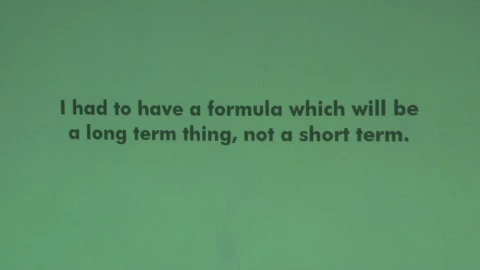 I had to have a formula which will be
a long term thing, not a short term.